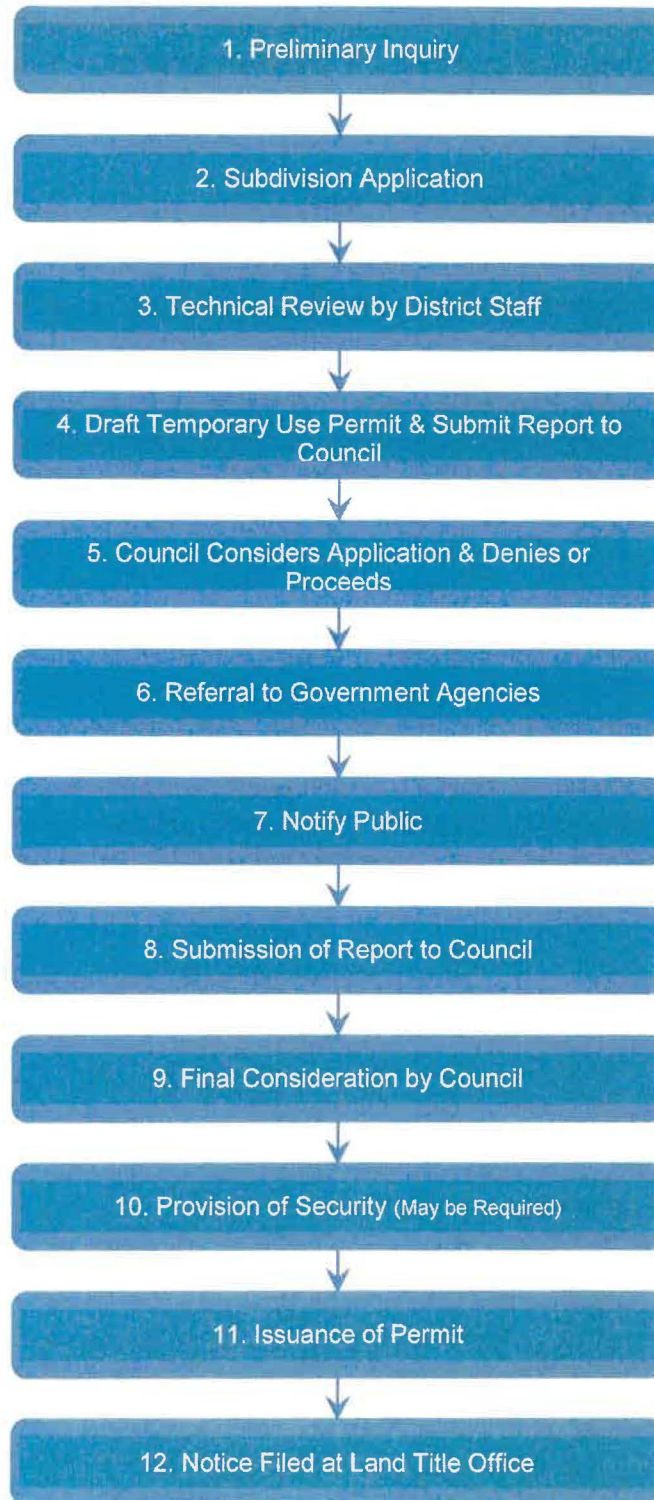 1. Preliminary Inquiry
2. Subdivision Application
3. Technical Review by District Staff
4. Draft Temporary Use Permit & Submit Report to
Council
5. Council Considers Application & Denies or
Proceeds
6. Referral to Government Agencies
7. Notify Public
8. Submission of Report to Council
9. Final Consideration by Council
10. Provision of Security (May be Required)
11. Issuance of Permit
12. Notice Filed at Land Title Office